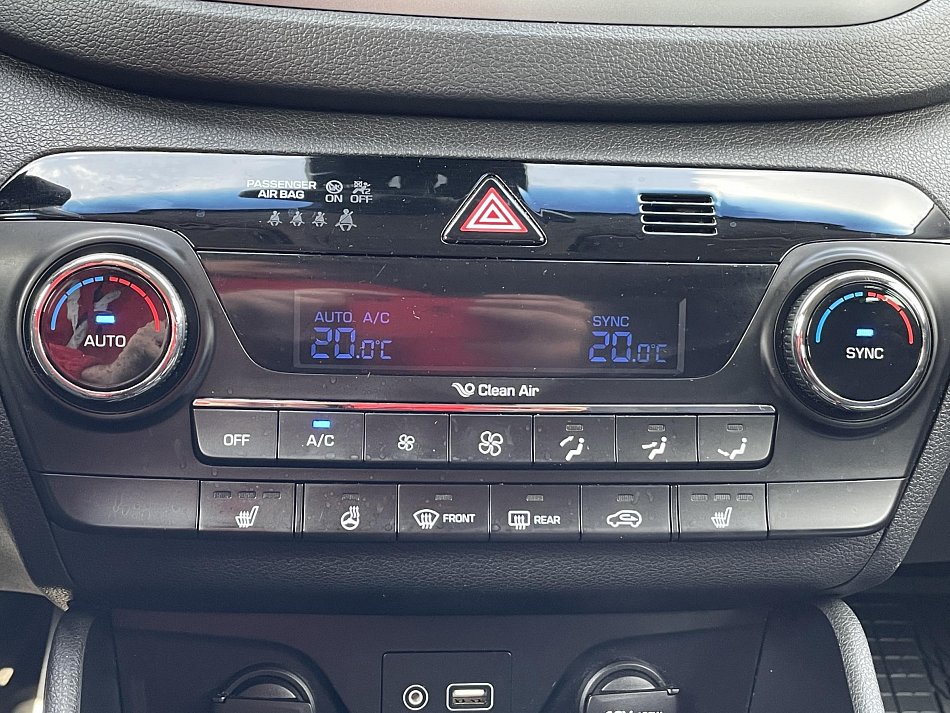 PASSENGER
AIR BAG
ON OFF
AUTO A/C
20.0°C
SYNC
20.0°C
AUTO
SYNC
Clean Air
OFF
A/C
FRONT
REAR